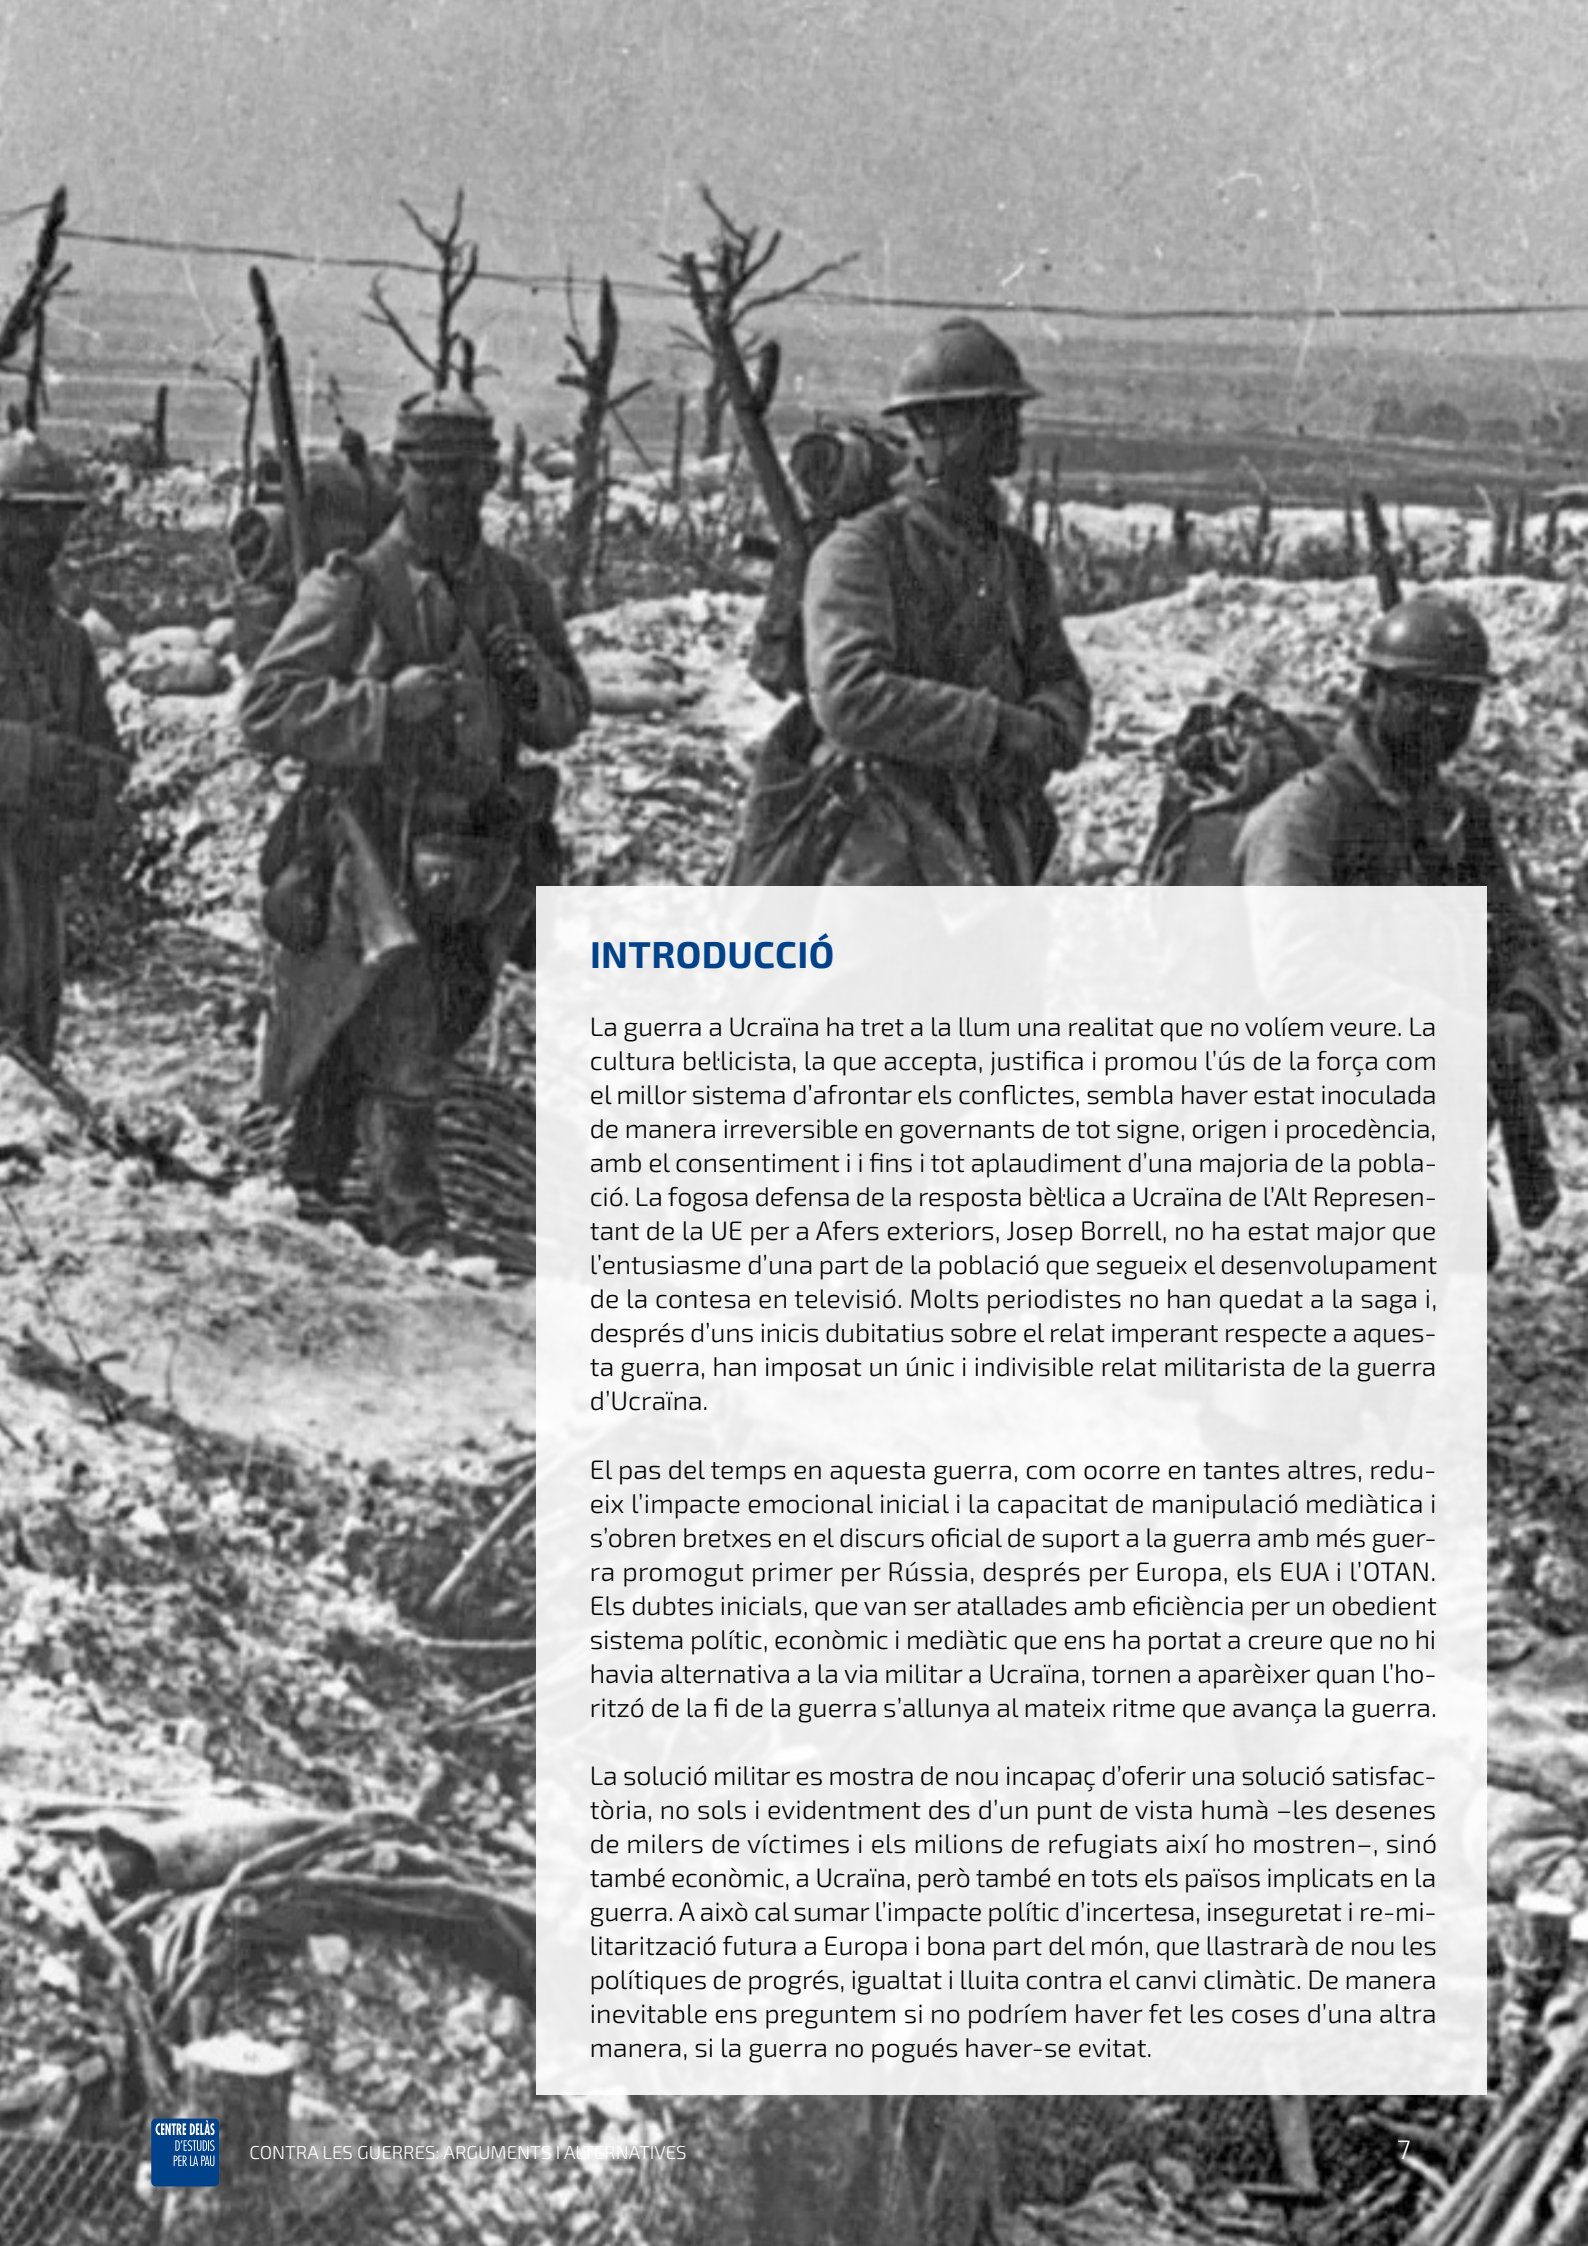 INTRODUCCIÓ
La guerra a Ucraïna ha tret a la llum una realitat que no volíem veure. La
cultura bel·licista, la que accepta, justifica i promou l’ús de la força com
el millor sistema d’afrontar els conflictes, sembla haver estat inoculada
de manera irreversible en governants de tot signe, origen i procedència,
amb el consentiment i i fins i tot aplaudiment d’una majoria de la pobla-
ció. La fogosa defensa de la resposta bèl·lica a Ucraïna de l’Alt Represen-
tant de la UE per a Afers exteriors, Josep Borrell, no ha estat major que
l’entusiasme d’una part de la població que segueix el desenvolupament
de la contesa en televisió. Molts periodistes no han quedat a la saga i,
després d’uns inicis dubitatius sobre el relat imperant respecte a aques-
ta guerra, han imposat un únic i indivisible relat militarista de la guerra
d’Ucraïna.
El pas del temps en aquesta guerra, com ocorre en tantes altres, redu-
eix l’impacte emocional inicial i la capacitat de manipulació mediàtica i
s’obren bretxes en el discurs oficial de suport a la guerra amb més guer-
ra promogut primer per Rússia, després per Europa, els EUA i l’OTAN.
Els dubtes inicials, que van ser atallades amb eficiència per un obedient
sistema polític, econòmic i mediàtic que ens ha portat a creure que no hi
havia alternativa a la via militar a Ucraïna, tornen a aparèixer quan l’ho-
ritzó de la fi de la guerra s’allunya al mateix ritme que avança la guerra.
La solució militar es mostra de nou incapaç d’oferir una solució satisfac-
tòria, no sols i evidentment des d’un punt de vista humà –les desenes
de milers de víctimes i els milions de refugiats així ho mostren–, sinó
també econòmic, a Ucraïna, però també en tots els països implicats en la
guerra. A això cal sumar l’impacte polític d’incertesa, inseguretat i re-mi-
litarització futura a Europa i bona part del món, que llastrarà de nou les
polítiques de progrés, igualtat i lluita contra el canvi climàtic. De manera
inevitable ens preguntem si no podríem haver fet les coses d’una altra
manera, si la guerra no pogués haver-se evitat.
CENTRE DELÀS
D'ESTUDIS
PER LA PAU
CONTRA LES GUERRES: ARGUMENTS I ALTERNATIVES
7